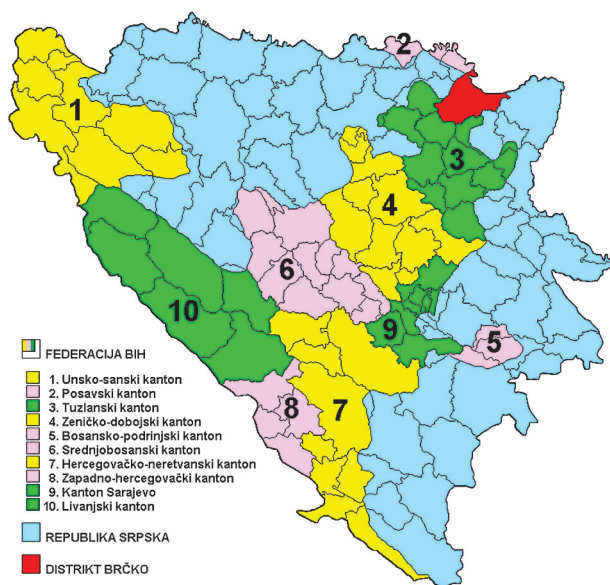 2
1
3
4
6
10
9
5
8
7
FEDERACIJA BIH
1. Unsko-sanski kanton
2. Posavski kanton
3. Tuzlanski kanton
4. Zeničko-dobojski kanton
5. Bosansko-podrinjski kanton
6. Srednjobosanski kanton
7. Hercegovačko-neretvanski kanton
8. Zapadno-hercegovački kanton
9. Kanton Sarajevo
10. Livanjski kanton
REPUBLIKA SRPSKA
DISTRIKT BRČKO